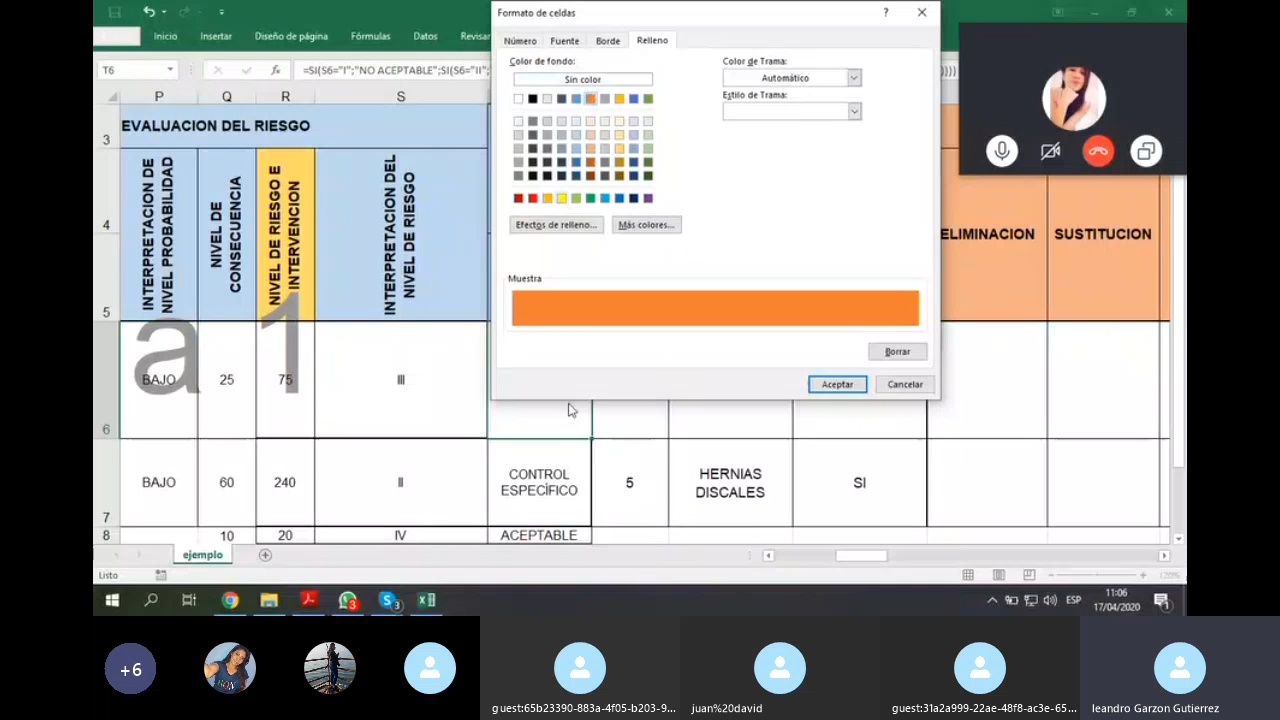 Formato de celdas
?
Inicio Insertar Diseño de página Fórmulas Datos Revisar
Número Fuente Borde Relleno
T6
=SI(S6="I";"NO ACEPTABLE";SI(S6="II";"
))))
Color de fondo:
Sin color
Color de Trama:
Automático
Estilo de Trama:
Efectos de relleno...
Más colores...
Muestra
Borrar
Aceptar
Cancelar
P Q R S
3
EVALUACION DEL RIESGO
4
5
INTERPRETACION DE NIVEL PROBABILIDAD
NIVEL DE CONSECUENCIA
NIVEL DE RIESGO E INTERVENCION
INTERPRETACION DEL NIVEL DE RIESGO
ELIMINACION
SUSTITUCION
a 1
6
BAJO 25 75 III
7
BAJO 60 240 II CONTROL ESPECÍFICO 5 HERNIAS DISCALES SI
8
10 20 IV ACEPTABLE
ejemplo
Listo
3
3
ESP
11:06
17/04/2020
1
+6
guest:65b23390-883a-4f05-b203-9...
juan%20david
guest:31a2a999-22ae-48f8-ac3e-65...
leandro Garzon Gutierrez